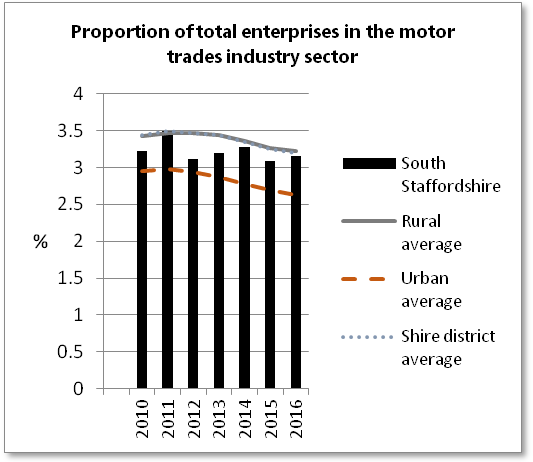 Proportion of total enterprises in the motor
trades industry sector
4
3.5
3
2.5
2
1.5
1
0.5
0
%
2010
2011
2012
2013
2014
2015
2016
South
Staffordshire
Rural
average
Urban
average
Shire district
average